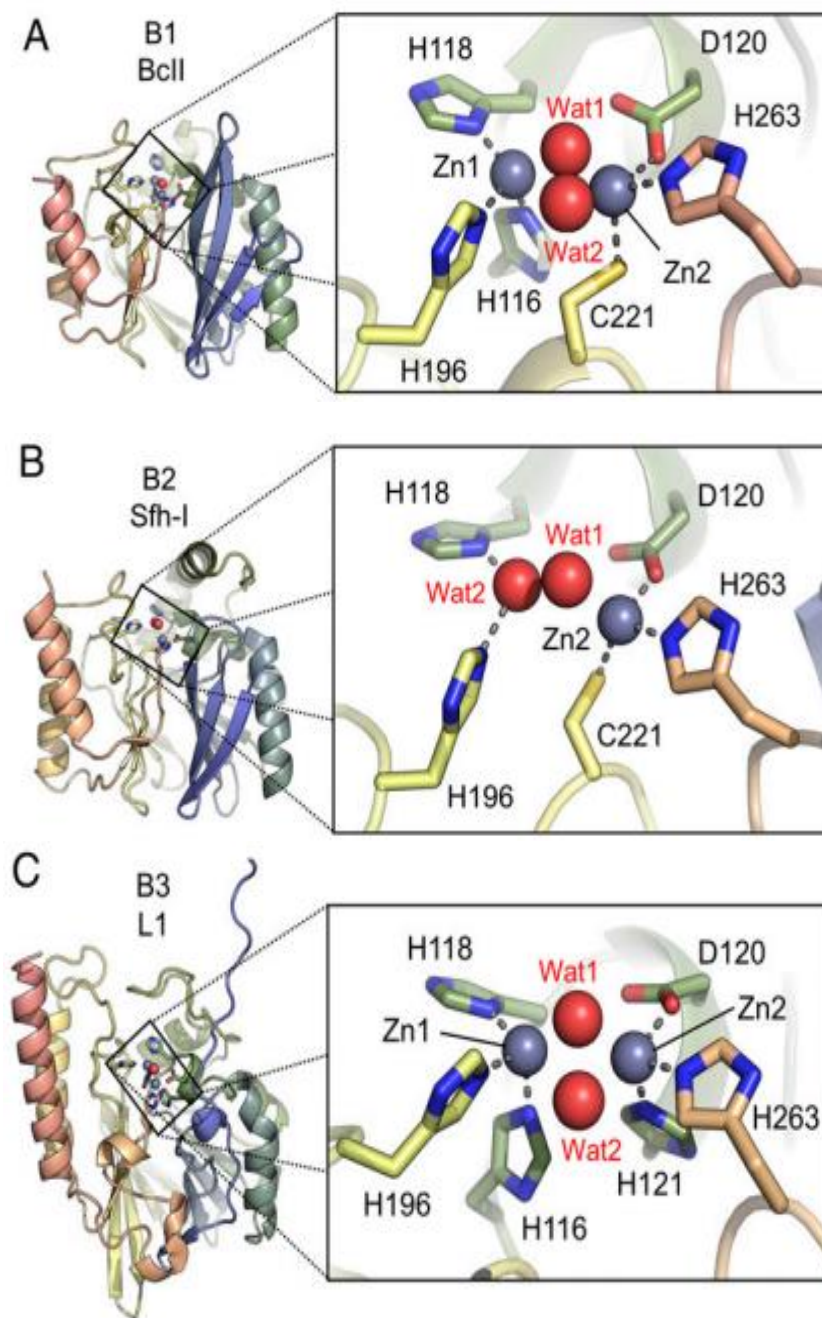 A
B1
BcII
H118
D120
Wat1
H263
Zn1
Wat2
Zn2
H116
C221
H196
B
B2
Sfh-I
H118
D120
Wat1
Wat2
H263
Zn2
C221
H196
C
B3
L1
H118
D120
Wat1
Zn2
Zn1
Wat2
H263
H196
H121
H116